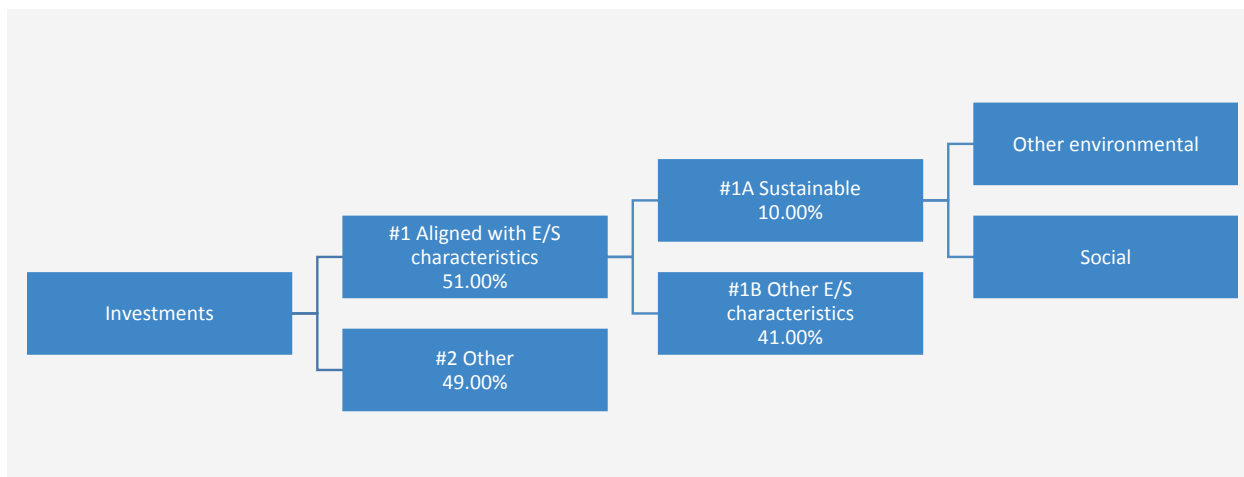 Investments
#1 Aligned with E/S
characteristics
51.00%
#2 Other
49.00%
#1A Sustainable
10.00%
#1B Other E/S
characteristics
41.00%
Other environmental
Social